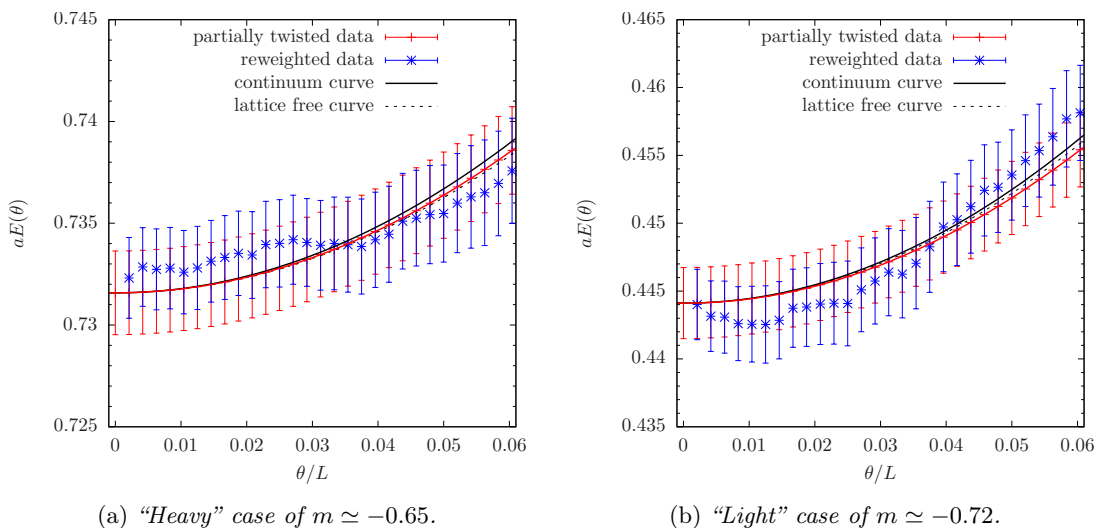 0.745
0.74
0.735
0.73
0.725
aE(θ)
partially twisted data
reweighted data
continuum curve
lattice free curve
0 0.01 0.02 0.03 0.04 0.05 0.06
θ/L
(a) "Heavy" case of m ≃ −0.65.
0.465
0.46
0.455
0.45
0.445
0.44
0.435
aE(θ)
partially twisted data
reweighted data
continuum curve
lattice free curve
0 0.01 0.02 0.03 0.04 0.05 0.06
θ/L
(b) "Light" case of m ≃ −0.72.